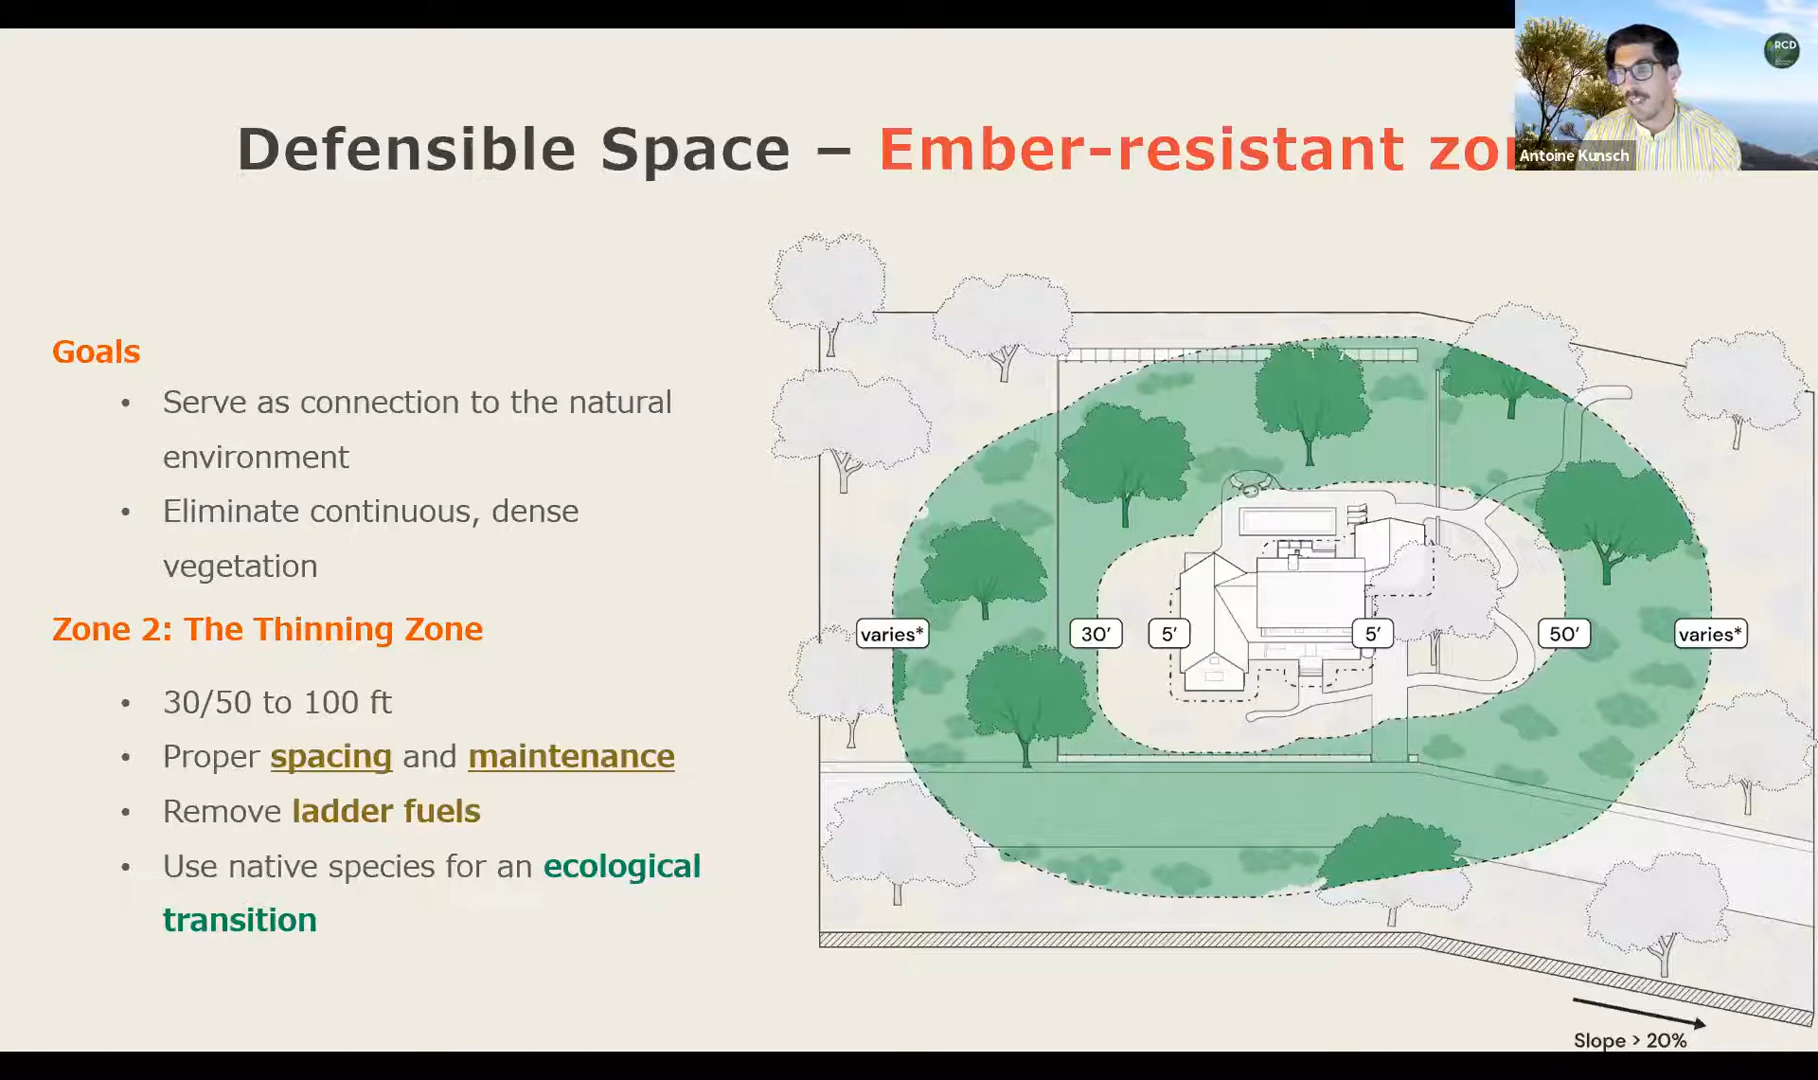 RCD
Antoine Kunsch
Defensible Space – Ember-resistant
Goals
• Serve as connection to the natural
environment
• Eliminate continuous, dense
vegetation
Zone 2: The Thinning Zone
• 30/50 to 100 ft
• Proper spacing and maintenance
• Remove ladder fuels
• Use native species for an ecological
transition
varies*
30'
5'
5'
50'
varies*
Slope > 20%